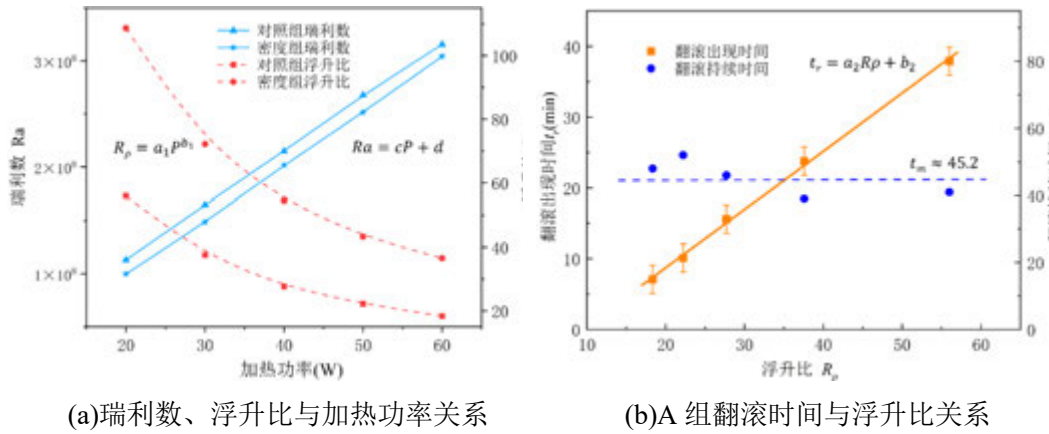 3×10⁸
2×10⁸
1×10⁸
瑞利数 Ra
对照组瑞利数
密度组瑞利数
对照组浮升比
密度组浮升比
R_ρ = a₁P^b₁
Ra = cP + d
100
80
60
40
20
20 30 40 50 60
加热功率(W)
(a)瑞利数、浮升比与加热功率关系
40
30
20
10
0
翻滚出现时间t_r(min)
翻滚出现时间
翻滚持续时间
t_r = a₂Rρ + b₂
t_m ≈ 45.2
80
60
40
20
0
10 20 30 40 50 60
浮升比 R_ρ
(b)A 组翻滚时间与浮升比关系